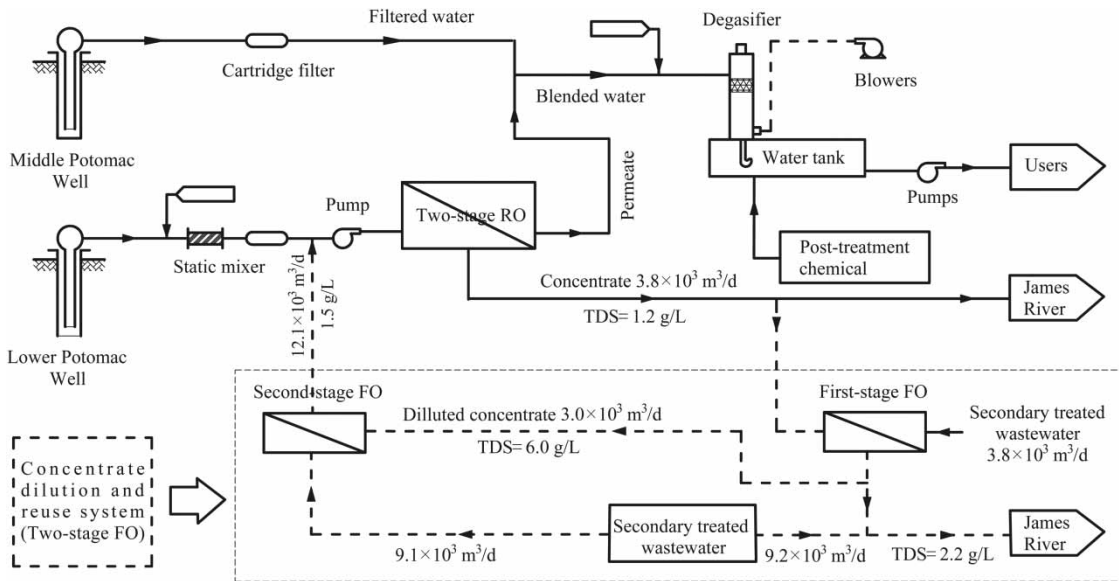 Filtered water
Degasifier
Cartridge filter
Blended water
Blowers
Middle Potomac
Well
Water tank
Users
Pumps
Permeate
Pump
Two-stage RO
Static mixer
Post-treatment
chemical
Concentrate 3.8×10³ m³/d
TDS= 1.2 g/L
James
River
Lower Potomac
Well
12.1×10³ m³/d
1.5 g/L
Second-stage FO
First-stage FO
Dilluted concentrate 3.0×10³ m³/d
TDS=6.0 g/L
Secondary treated
wastewater
3.8×10³ m³/d
Concentrate
dilution and
reuse system
(Two-stage FO)
Secondary treated
wastewater
9.1×10³ m³/d
9.2×10³ m³/d
TDS=2.2 g/L
James
River